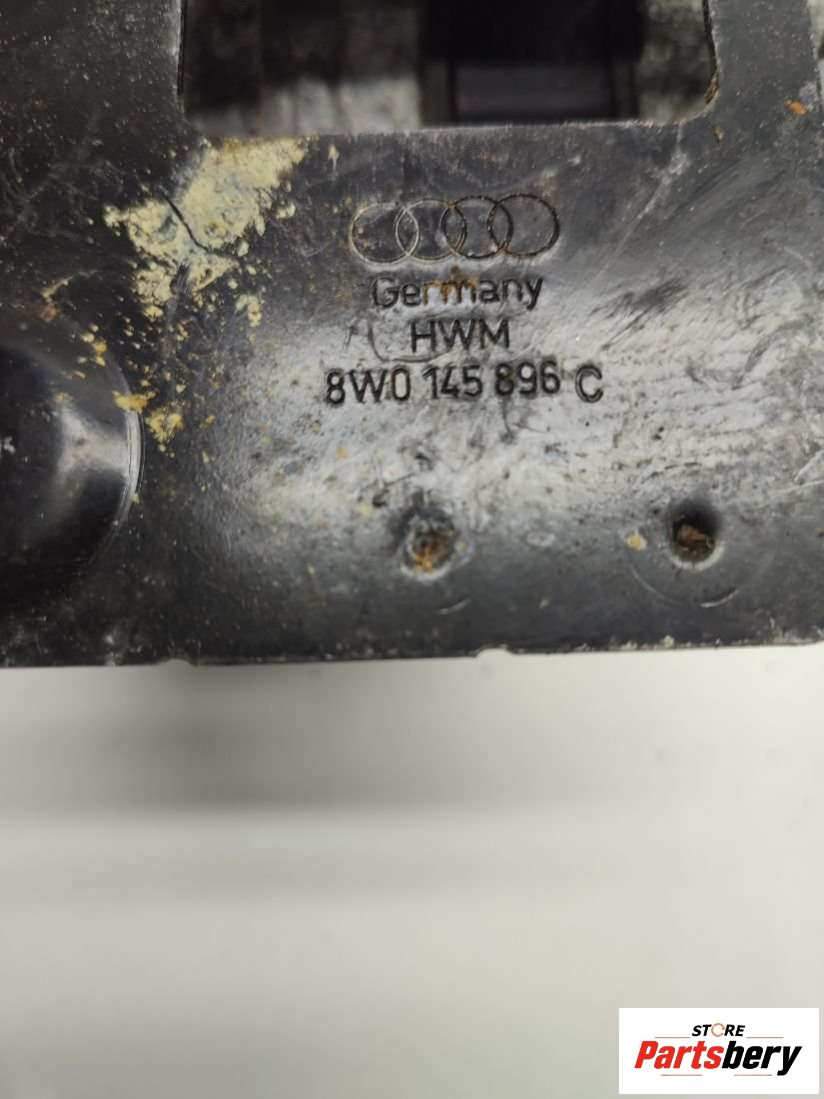 Germany
HWM
8W0 145 896 C
STORE
Partsbery